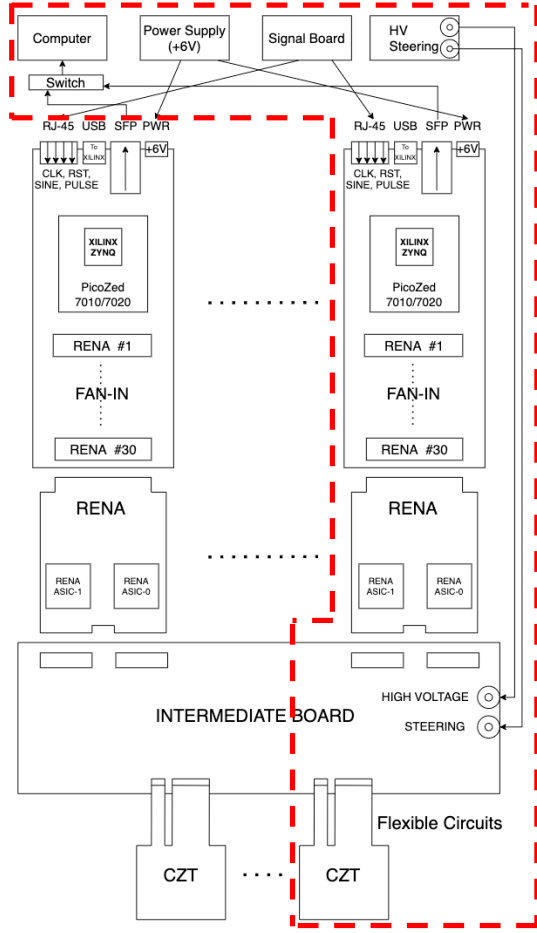 Computer
Power Supply
(+6V)
Signal Board
HV
Steering
Switch
RJ-45 USB SFP PWR
RJ-45 USB SFP PWR
To
XILINX
+6V
To
XILINX
+6V
CLK, RST,
SINE, PULSE
CLK, RST,
SINE, PULSE
XILINX
ZYNQ
XILINX
ZYNQ
PicoZed
7010/7020
PicoZed
7010/7020
RENA #1
RENA #1
FAN-IN
FAN-IN
RENA #30
RENA #30
RENA
RENA
RENA
ASIC-1
RENA
ASIC-0
RENA
ASIC-1
RENA
ASIC-0
HIGH VOLTAGE
INTERMEDIATE BOARD
STEERING
Flexible Circuits
CZT
CZT